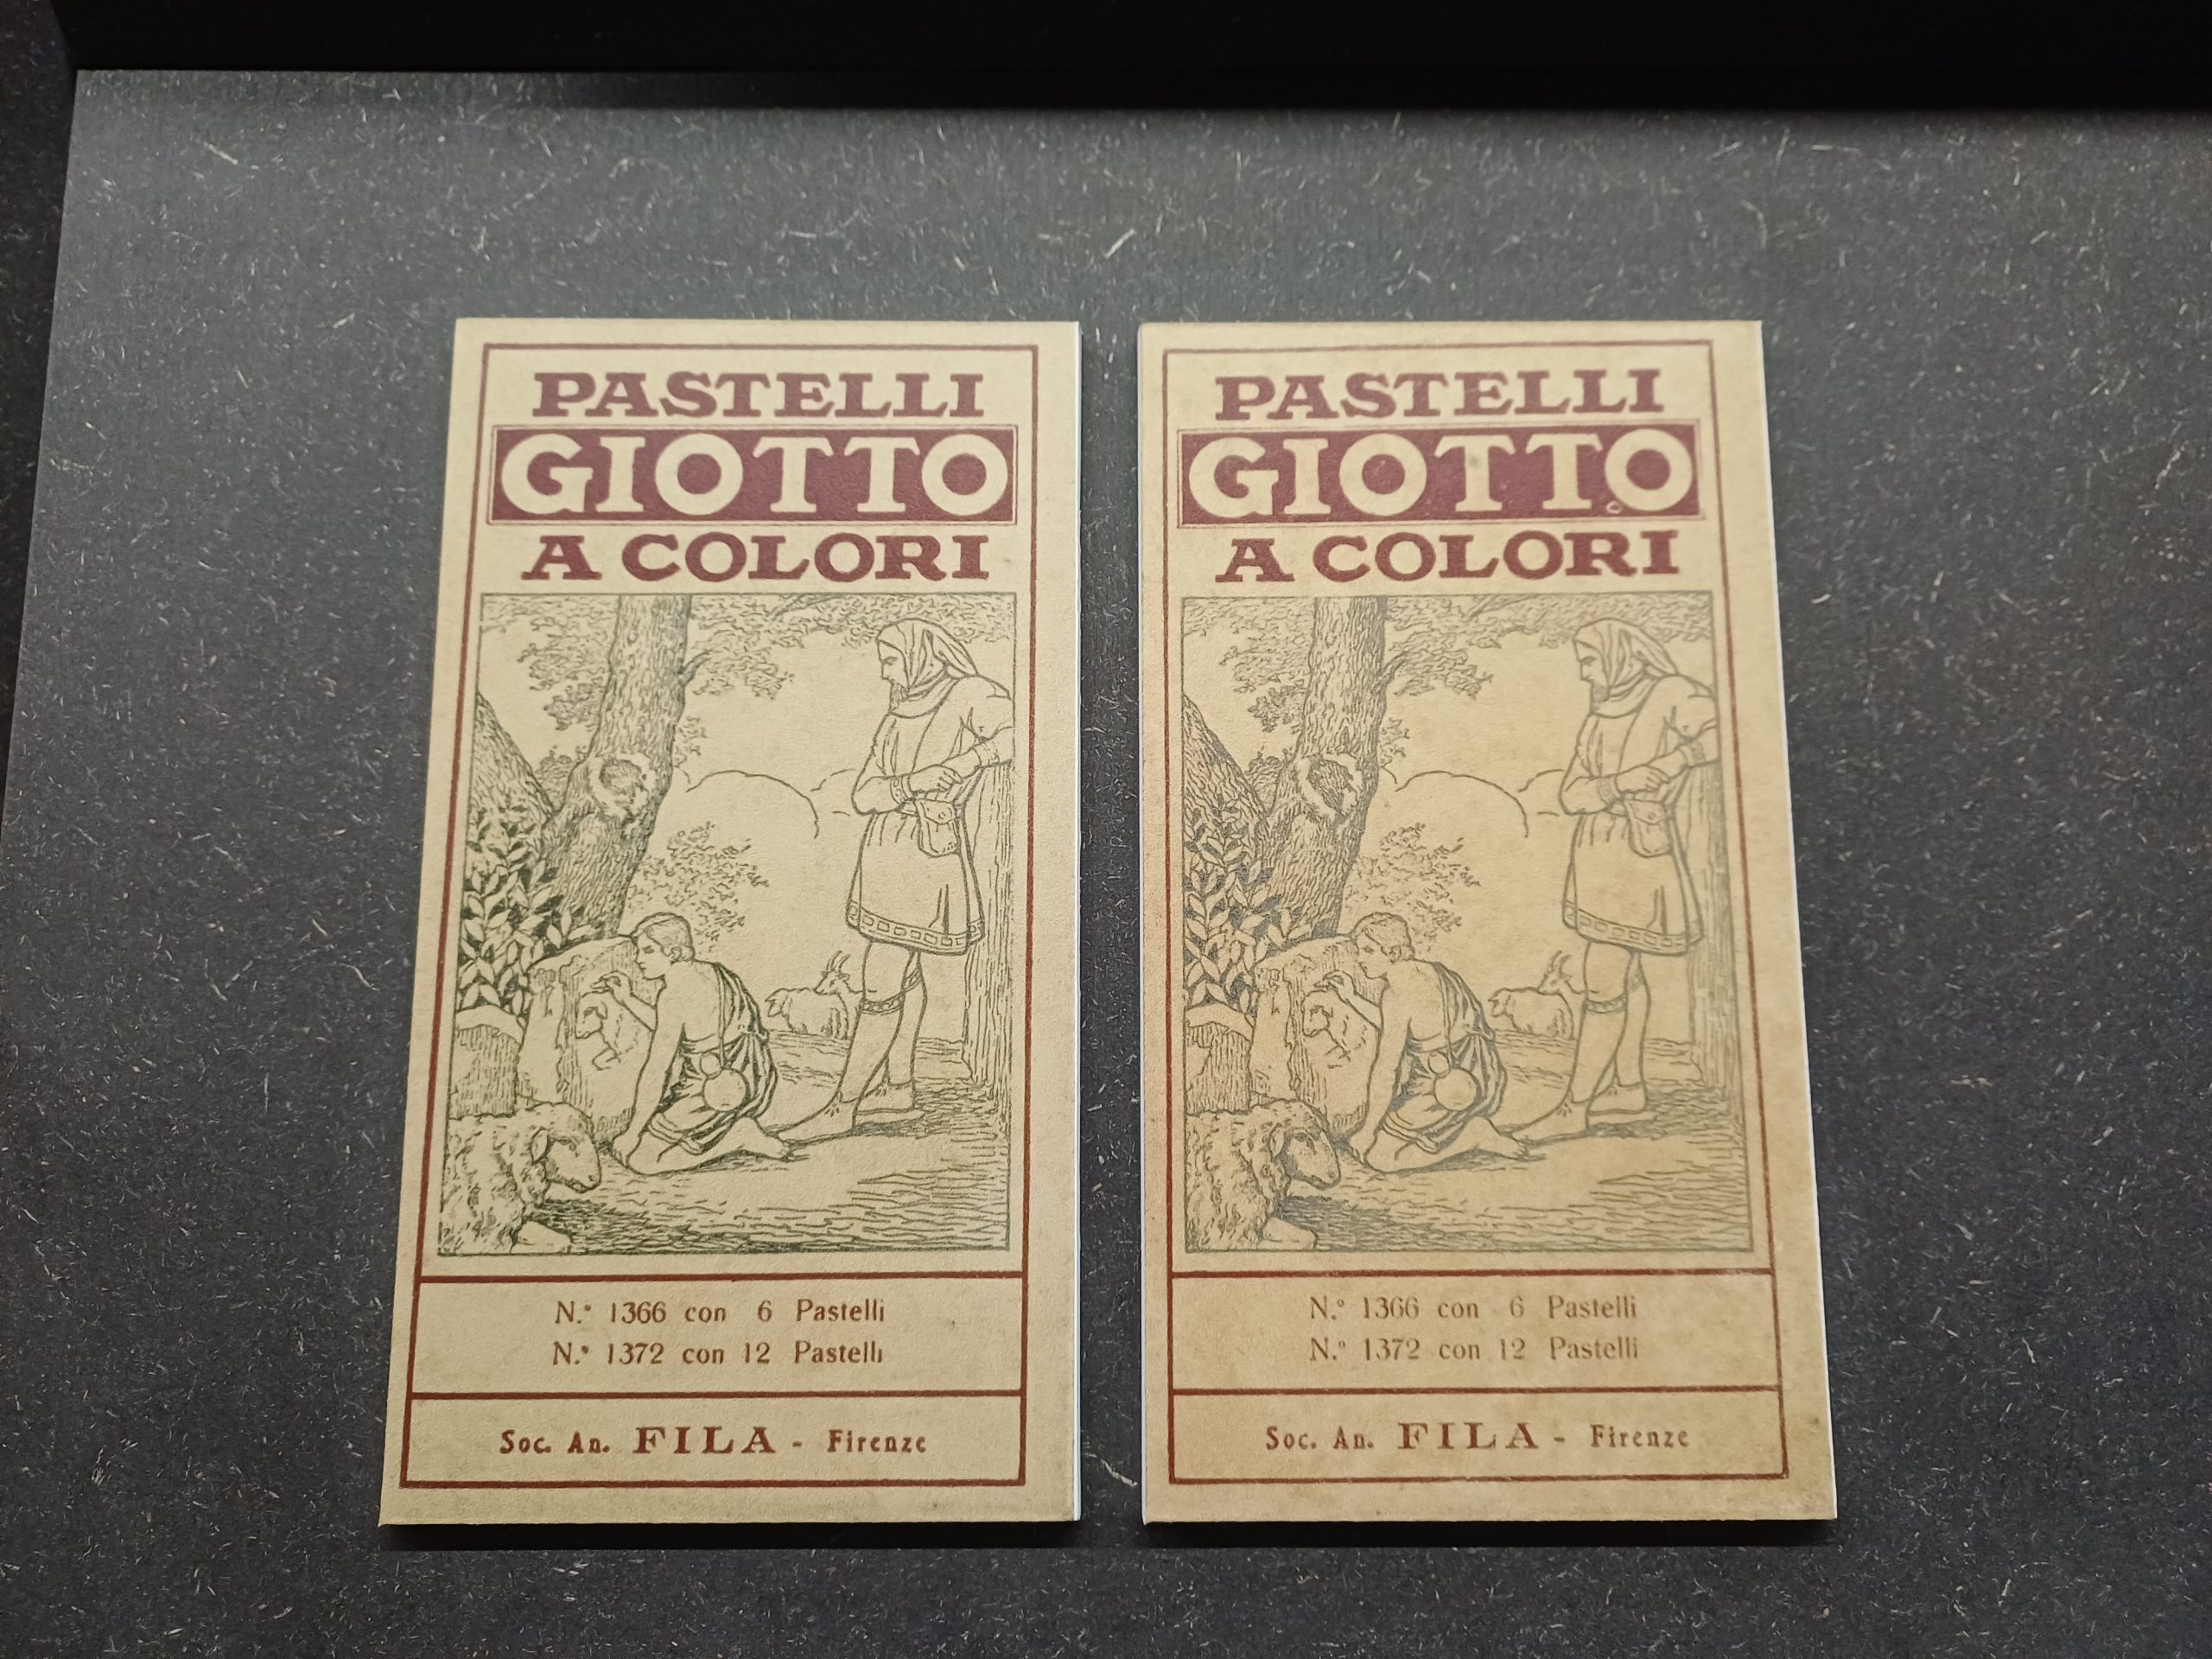 PASTELLI
GIOTTO
A COLORI
N.º 1366 con 6 Pastelli
N.º 1372 con 12 Pastelli
Soc. An. FILA - Firenze
PASTELLI
GIOTTO
A COLORI
N.º 1366 con 6 Pastelli
N.º 1372 con 12 Pastelli
Soc. An. FILA - Firenze